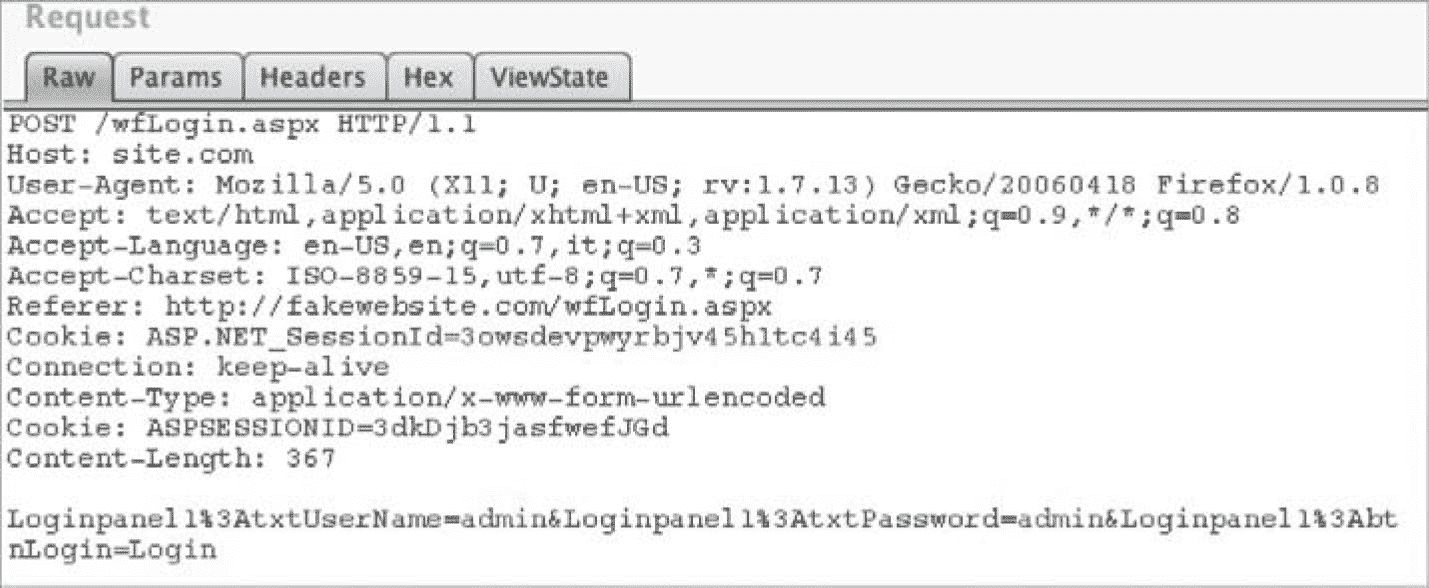 Request
Raw Params Headers Hex ViewState
POST /wfLogin.aspx HTTP/1.1
Host: site.com
User-Agent: Mozilla/5.0 (X11; U; en-US; rv:1.7.13) Gecko/20060418 Firefox/1.0.8
Accept: text/html,application/xhtml+xml,application/xml;q=0.9,*/*;q=0.8
Accept-Language: en-US,en;q=0.7,it;q=0.3
Accept-Charset: ISO-8859-15,utf-8;q=0.7,*;q=0.7
Referer: http://fakewebsite.com/wfLogin.aspx
Cookie: ASP.NET_SessionId=3owsdevpwyrbjv45hltc4i45
Connection: keep-alive
Content-Type: application/x-www-form-urlencoded
Cookie: ASPSESSIONID=3dkDjb3jasfwefJGd
Content-Length: 367
Loginpanel1%3AtxtUserName=admin&Loginpanel1%3AtxtPassword=admin&Loginpanel1%3Abt
nLogin=Login